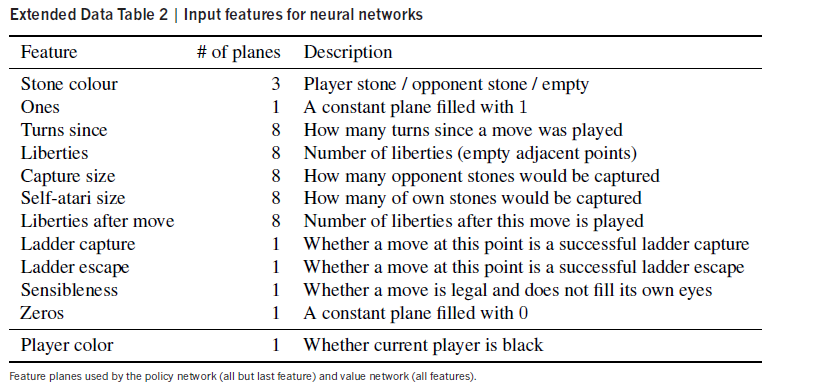 Extended Data Table 2 | Input features for neural networks
Feature # of planes Description
Stone colour 3 Player stone / opponent stone / empty
Ones 1 A constant plane filled with 1
Turns since 8 How many turns since a move was played
Liberties 8 Number of liberties (empty adjacent points)
Capture size 8 How many opponent stones would be captured
Self-atari size 8 How many of own stones would be captured
Liberties after move 8 Number of liberties after this move is played
Ladder capture 1 Whether a move at this point is a successful ladder capture
Ladder escape 1 Whether a move at this point is a successful ladder escape
Sensibleness 1 Whether a move is legal and does not fill its own eyes
Zeros 1 A constant plane filled with 0
Player color 1 Whether current player is black
Feature planes used by the policy network (all but last feature) and value network (all features).